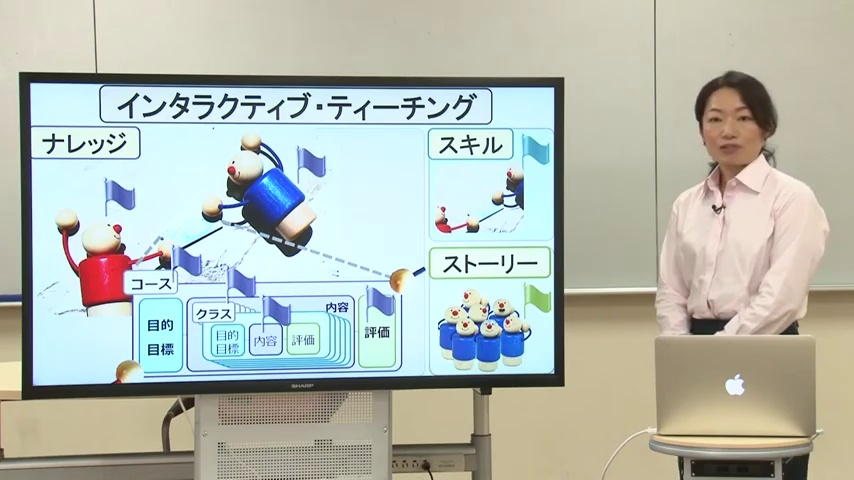 インタラクティブ・ティーチング
ナレッジ
スキル
ストーリー
コース
目的
目標
クラス
目的
目標
内容
評価
内容
評価
SHARP